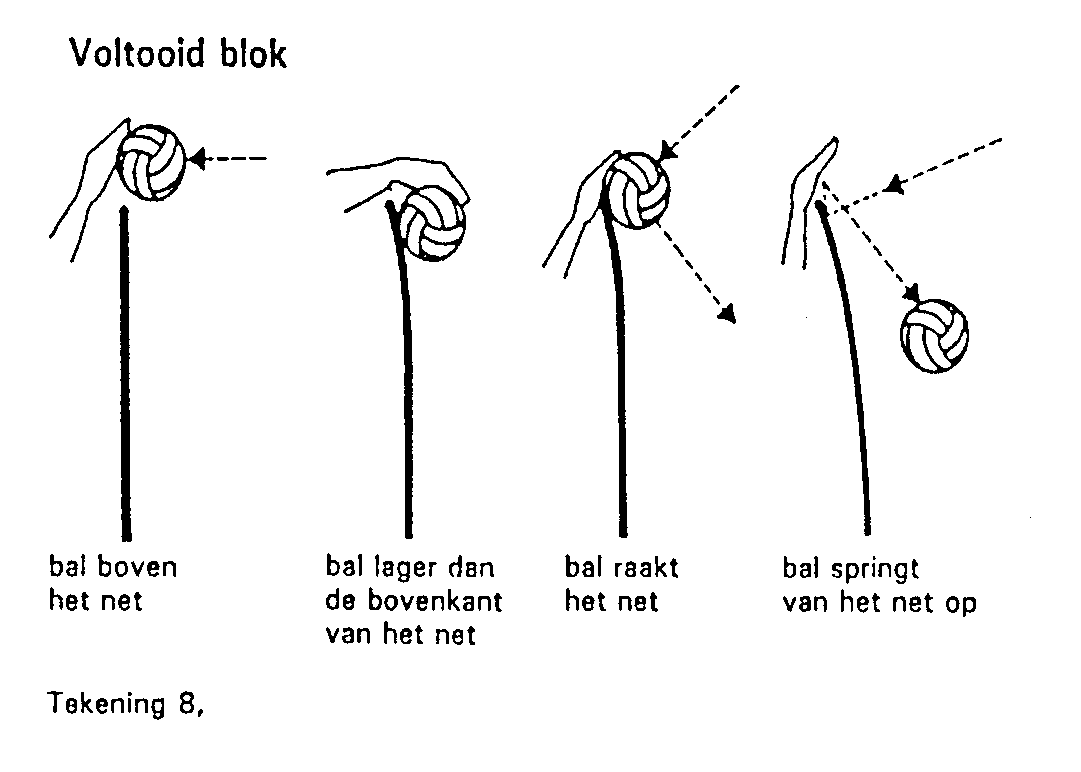 Voltooid blok
bal boven
het net
bal lager dan
de bovenkant
van het net
bal raakt
het net
bal springt
van het net op
Tekening 8,